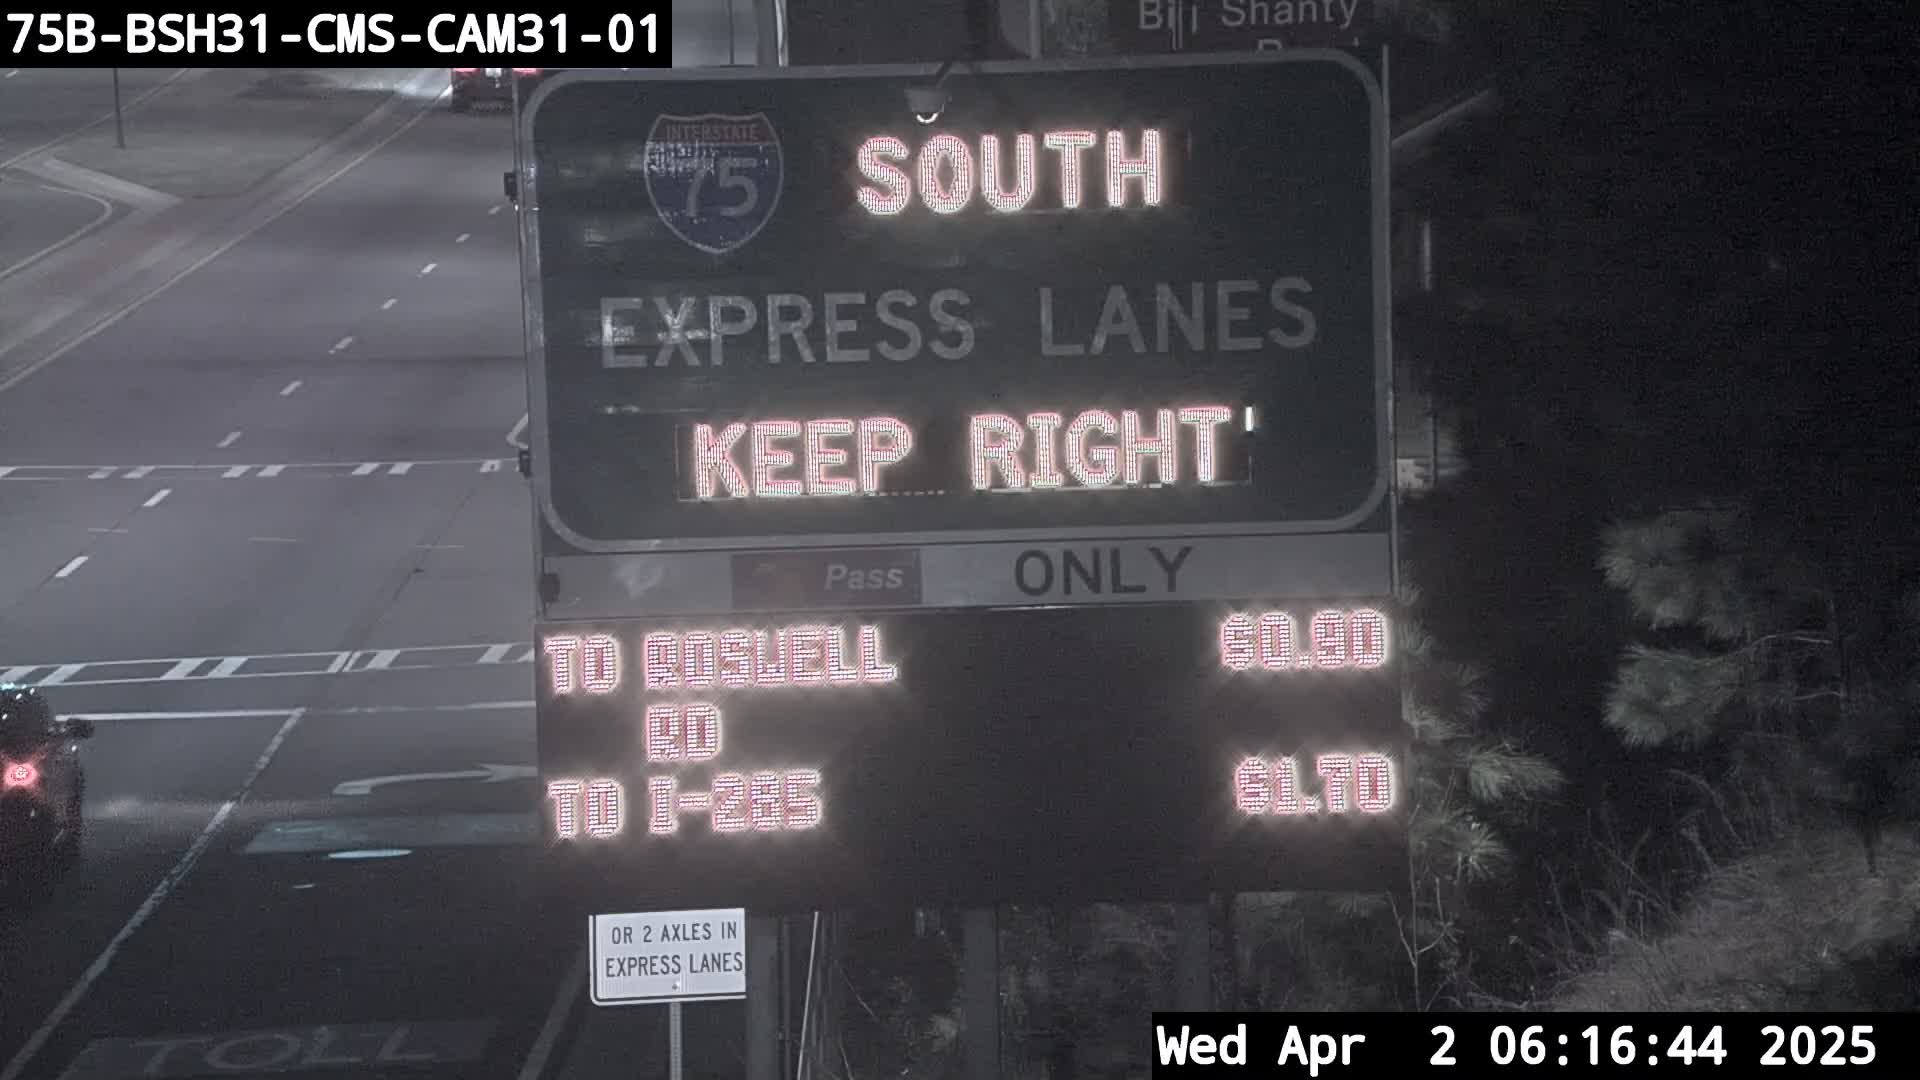 75B-BSH31-CMS-CAM31-01
Bill Shanty
INTERSTATE
75
SOUTH
EXPRESS LANES
KEEP RIGHT
Pass ONLY
TO ROSWELL $0.90
RD
TO I-285 $1.70
OR 2 AXLES IN
EXPRESS LANES
TOLL
Wed Apr 2 06:16:44 2025